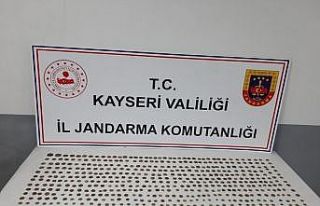 T.C.
KAYSERİ VALİLİĞİ
İL JANDARMA KOMUTANLIĞI